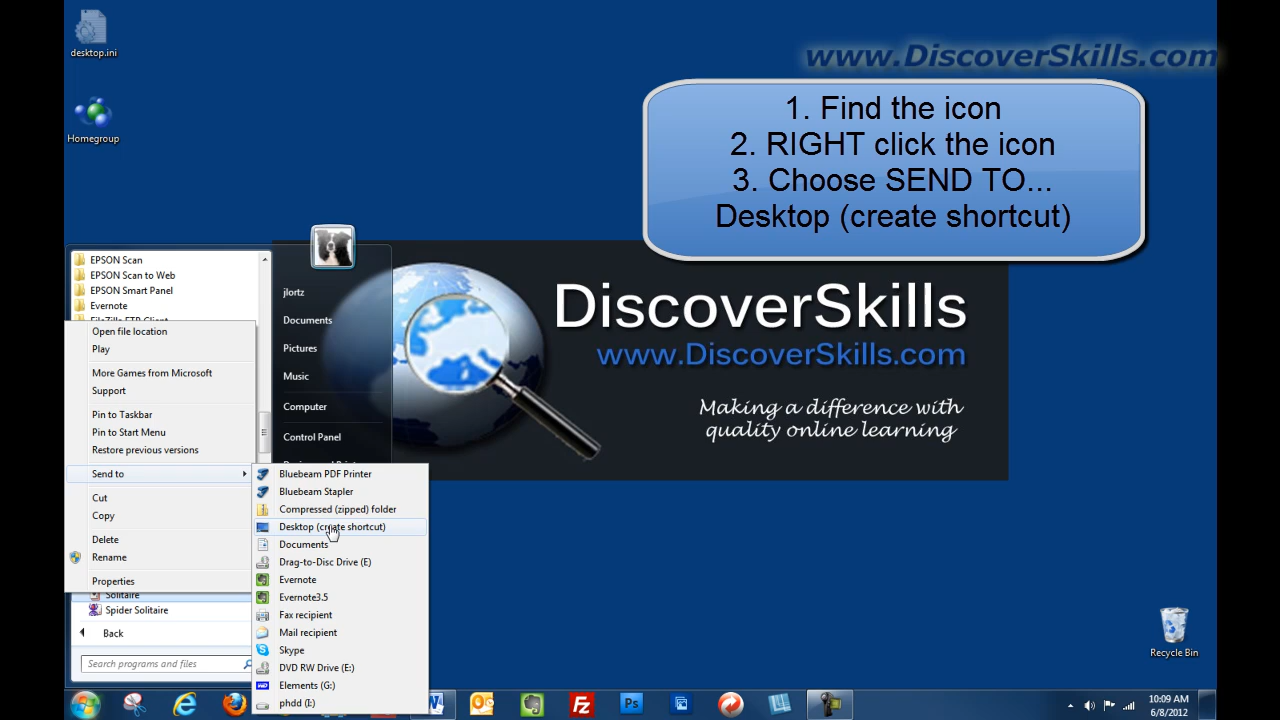 desktop.ini
Homegroup
www.DiscoverSkills.com
1. Find the icon
2. RIGHT click the icon
3. Choose SEND TO...
Desktop (create shortcut)
EPSON Scan
EPSON Scan to Web
EPSON Smart Panel
Evernote
FileZilla FTP Client
Open file location
Play
More Games from Microsoft
Support
Pin to Taskbar
Pin to Start Menu
Restore previous versions
Send to
Cut
Copy
Delete
Rename
Properties
Solitaire
Spider Solitaire
Back
Search programs and files
jlortz
Documents
Pictures
Music
Computer
Control Panel
Bluebeam PDF Printer
Bluebeam Stapler
Compressed (zipped) folder
Desktop (create shortcut)
Documents
Drag-to-Disc Drive (E)
Evernote
Evernote3.5
Fax recipient
Mail recipient
Skype
DVD RW Drive (E:)
Elements (G:)
phdd (I:)
DiscoverSkills
www.DiscoverSkills.com
Making a difference with
quality online learning
Recycle Bin
W
Fz
Ps
10:09 AM
6/8/2012